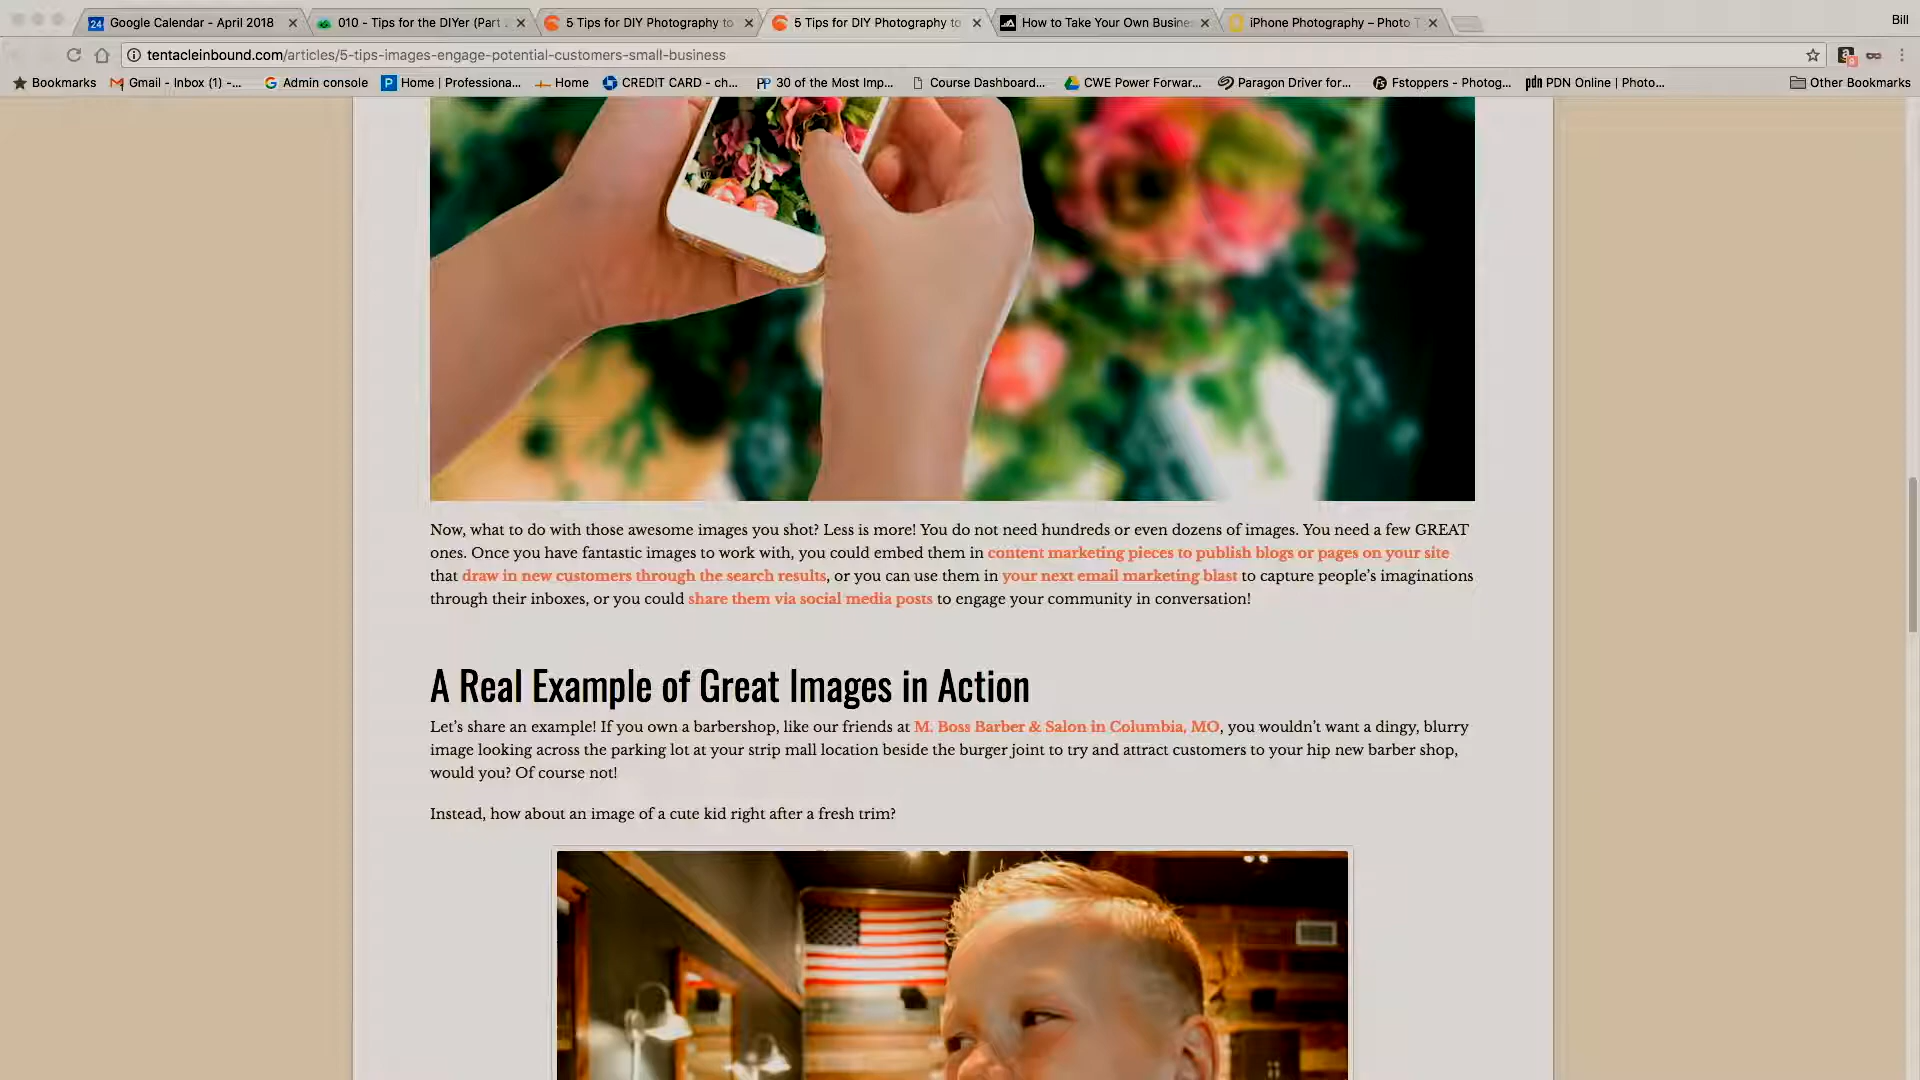 Google Calendar - April 2018
010 - Tips for the DIYer (Part
5 Tips for DIY Photography to
5 Tips for DIY Photography to
How to Take Your Own Busine
iPhone Photography – Photo T
Bill
tentacleinbound.com/articles/5-tips-images-engage-potential-customers-small-business
Bookmarks
Gmail - Inbox (1) -...
Admin console
Home | Professiona...
Home
CREDIT CARD - ch...
30 of the Most Imp...
Course Dashboard...
CWE Power Forwar...
Paragon Driver for...
Fstoppers - Photog...
PDN Online | Photo...
Other Bookmarks
Now, what to do with those awesome images you shot? Less is more! You do not need hundreds or even dozens of images. You need a few GREAT
ones. Once you have fantastic images to work with, you could embed them in content marketing pieces to publish blogs or pages on your site
that draw in new customers through the search results, or you can use them in your next email marketing blast to capture people’s imaginations
through their inboxes, or you could share them via social media posts to engage your community in conversation!
A Real Example of Great Images in Action
Let’s share an example! If you own a barbershop, like our friends at M. Boss Barber & Salon in Columbia, MO, you wouldn’t want a dingy, blurry
image looking across the parking lot at your strip mall location beside the burger joint to try and attract customers to your hip new barber shop,
would you? Of course not!
Instead, how about an image of a cute kid right after a fresh trim?